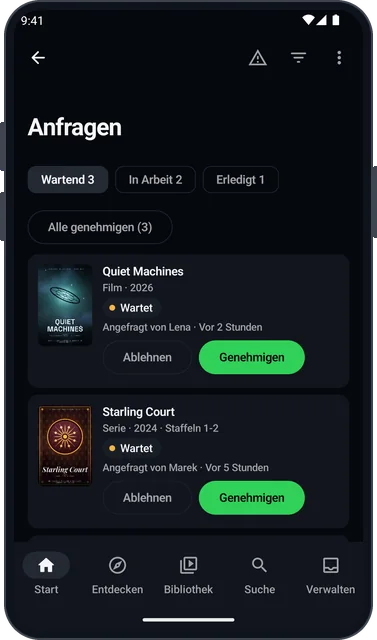 9:41
Anfragen
Wartend 3
In Arbeit 2
Erledigt 1
Alle genehmigen (3)
QUIET
MACHINES
Quiet Machines
Film · 2026
Wartet
Angefragt von Lena · Vor 2 Stunden
Ablehnen
Genehmigen
Starling Court
Starling Court
Serie · 2024 · Staffeln 1-2
Wartet
Angefragt von Marek · Vor 5 Stunden
Ablehnen
Genehmigen
Start
Entdecken
Bibliothek
Suche
Verwalten